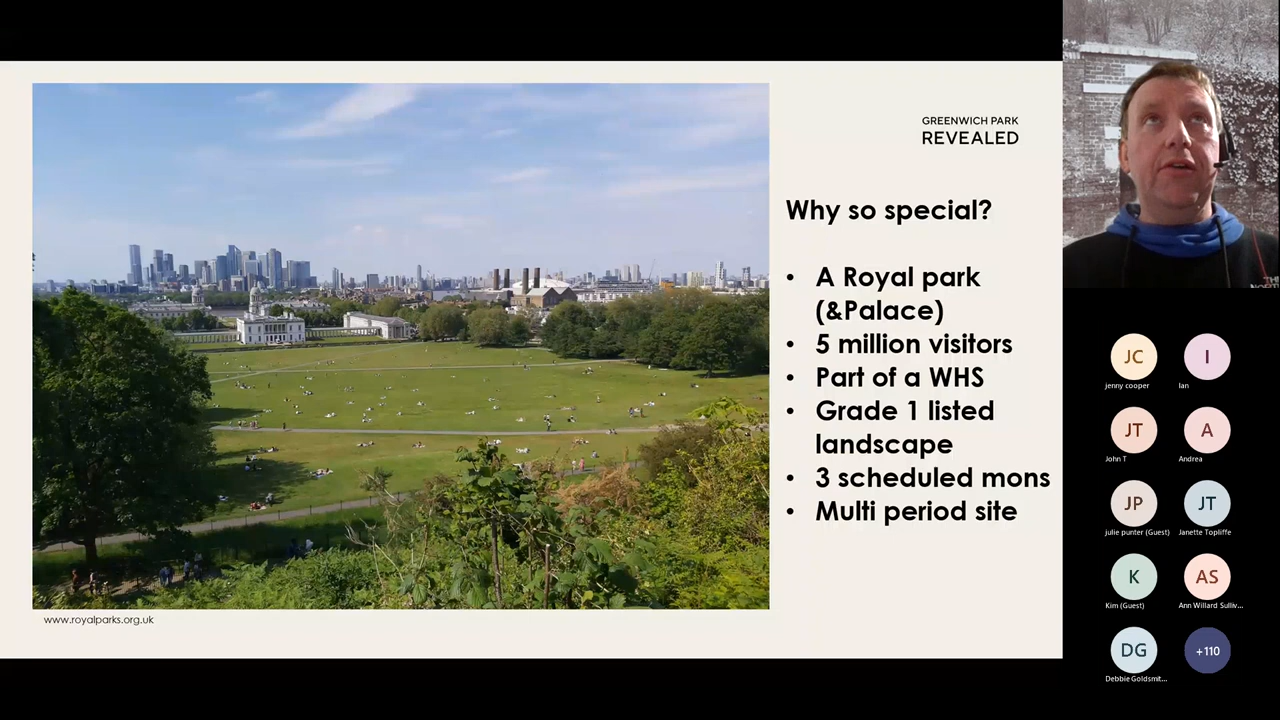 GREENWICH PARK
REVEALED
Why so special?
• A Royal park
(&Palace)
• 5 million visitors
• Part of a WHS
• Grade 1 listed
landscape
• 3 scheduled mons
• Multi period site
www.royalparks.org.uk
JC
jenny cooper
I
Ian
JT
John T
A
Andrea
JP
julie punter (Guest)
JT
Janette Topliffe
K
Kim (Guest)
AS
Ann Willard Sulliv...
DG
Debbie Goldsmit...
+110